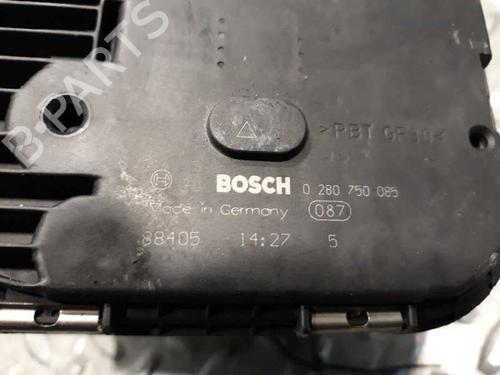 B-PARTS
>PBT GF30<
BOSCH 0 280 750 085
Made in Germany 087
88405 14:27 5